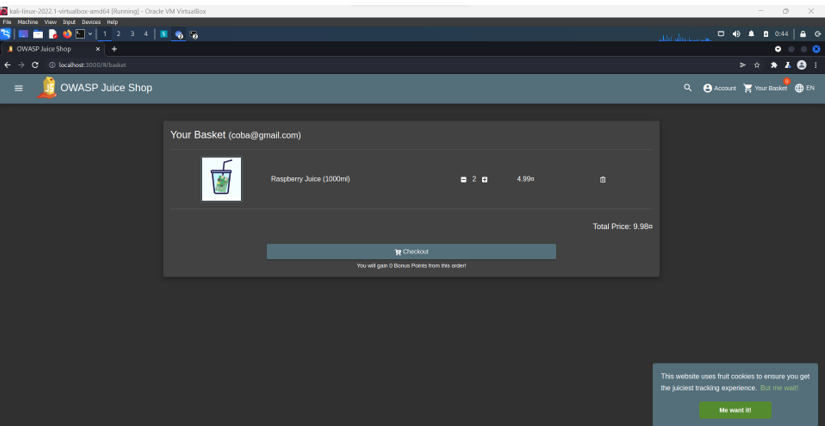 kali-linux-2022.1-virtualbox-amd64 [Running] - Oracle VM VirtualBox
File Machine View Input Devices Help
1 2 3 4 0:44
OWASP Juice Shop
localhost:3000/#/basket
OWASP Juice Shop Account Your Basket 0 EN
Your Basket (coba@gmail.com)
Raspberry Juice (1000ml) 2 4.99¤
Total Price: 9.98¤
Checkout
You will gain 0 Bonus Points from this order!
This website uses fruit cookies to ensure you get
the juiciest tracking experience. But me wait!
Me want it!